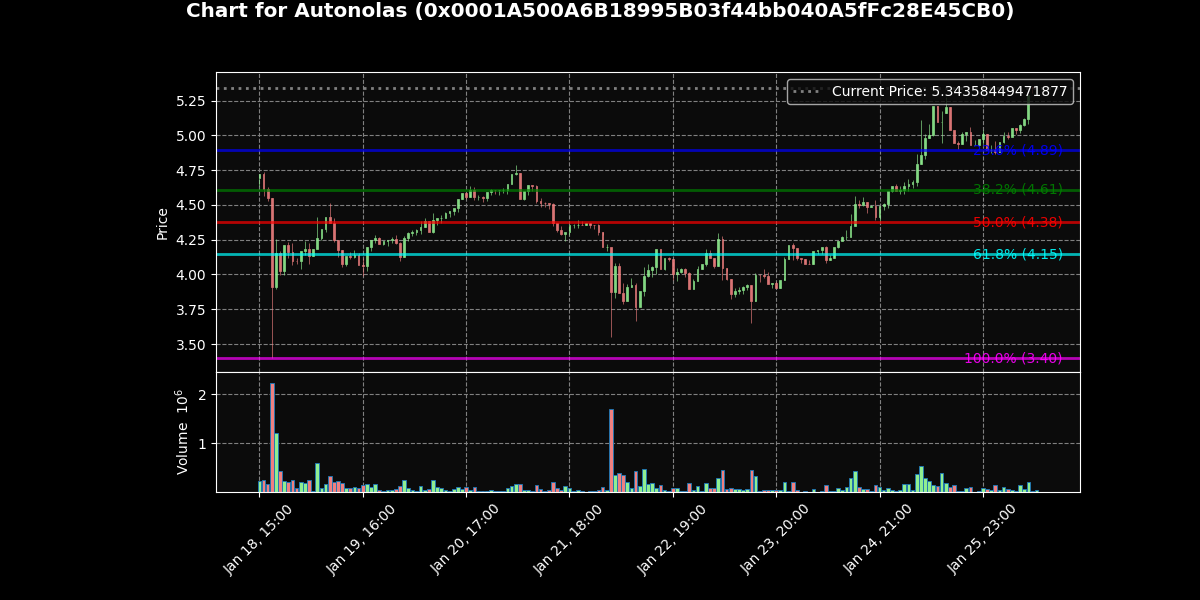 Chart for Autonolas (0x0001A500A6B18995B03f44bb040A5fFc28E45CB0)
Current Price: 5.34358449471877
5.25
5.00
4.75
4.50
4.25
4.00
3.75
3.50
Price
23.6% (4.89)
38.2% (4.61)
50.0% (4.38)
61.8% (4.15)
100.0% (3.40)
2
1
Volume 10⁶
Jan 18, 15:00
Jan 19, 16:00
Jan 20, 17:00
Jan 21, 18:00
Jan 22, 19:00
Jan 23, 20:00
Jan 24, 21:00
Jan 25, 23:00